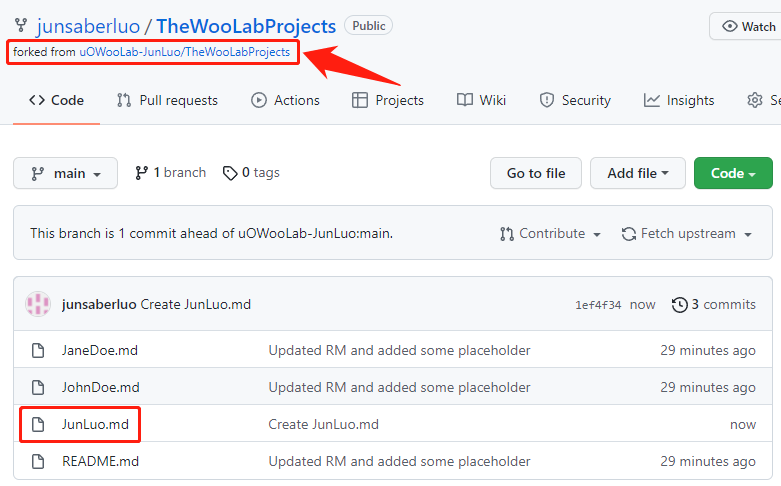 junsaberluo / TheWooLabProjects Public Watch
forked from uOWooLab-JunLuo/TheWooLabProjects
Code Pull requests Actions Projects Wiki Security Insights Se
main 1 branch 0 tags Go to file Add file Code
This branch is 1 commit ahead of uOWooLab-JunLuo:main. Contribute Fetch upstream
junsaberluo Create JunLuo.md 1ef4f34 now 3 commits
JaneDoe.md Updated RM and added some placeholder 29 minutes ago
JohnDoe.md Updated RM and added some placeholder 29 minutes ago
JunLuo.md Create JunLuo.md now
README.md Updated RM and added some placeholder 29 minutes ago